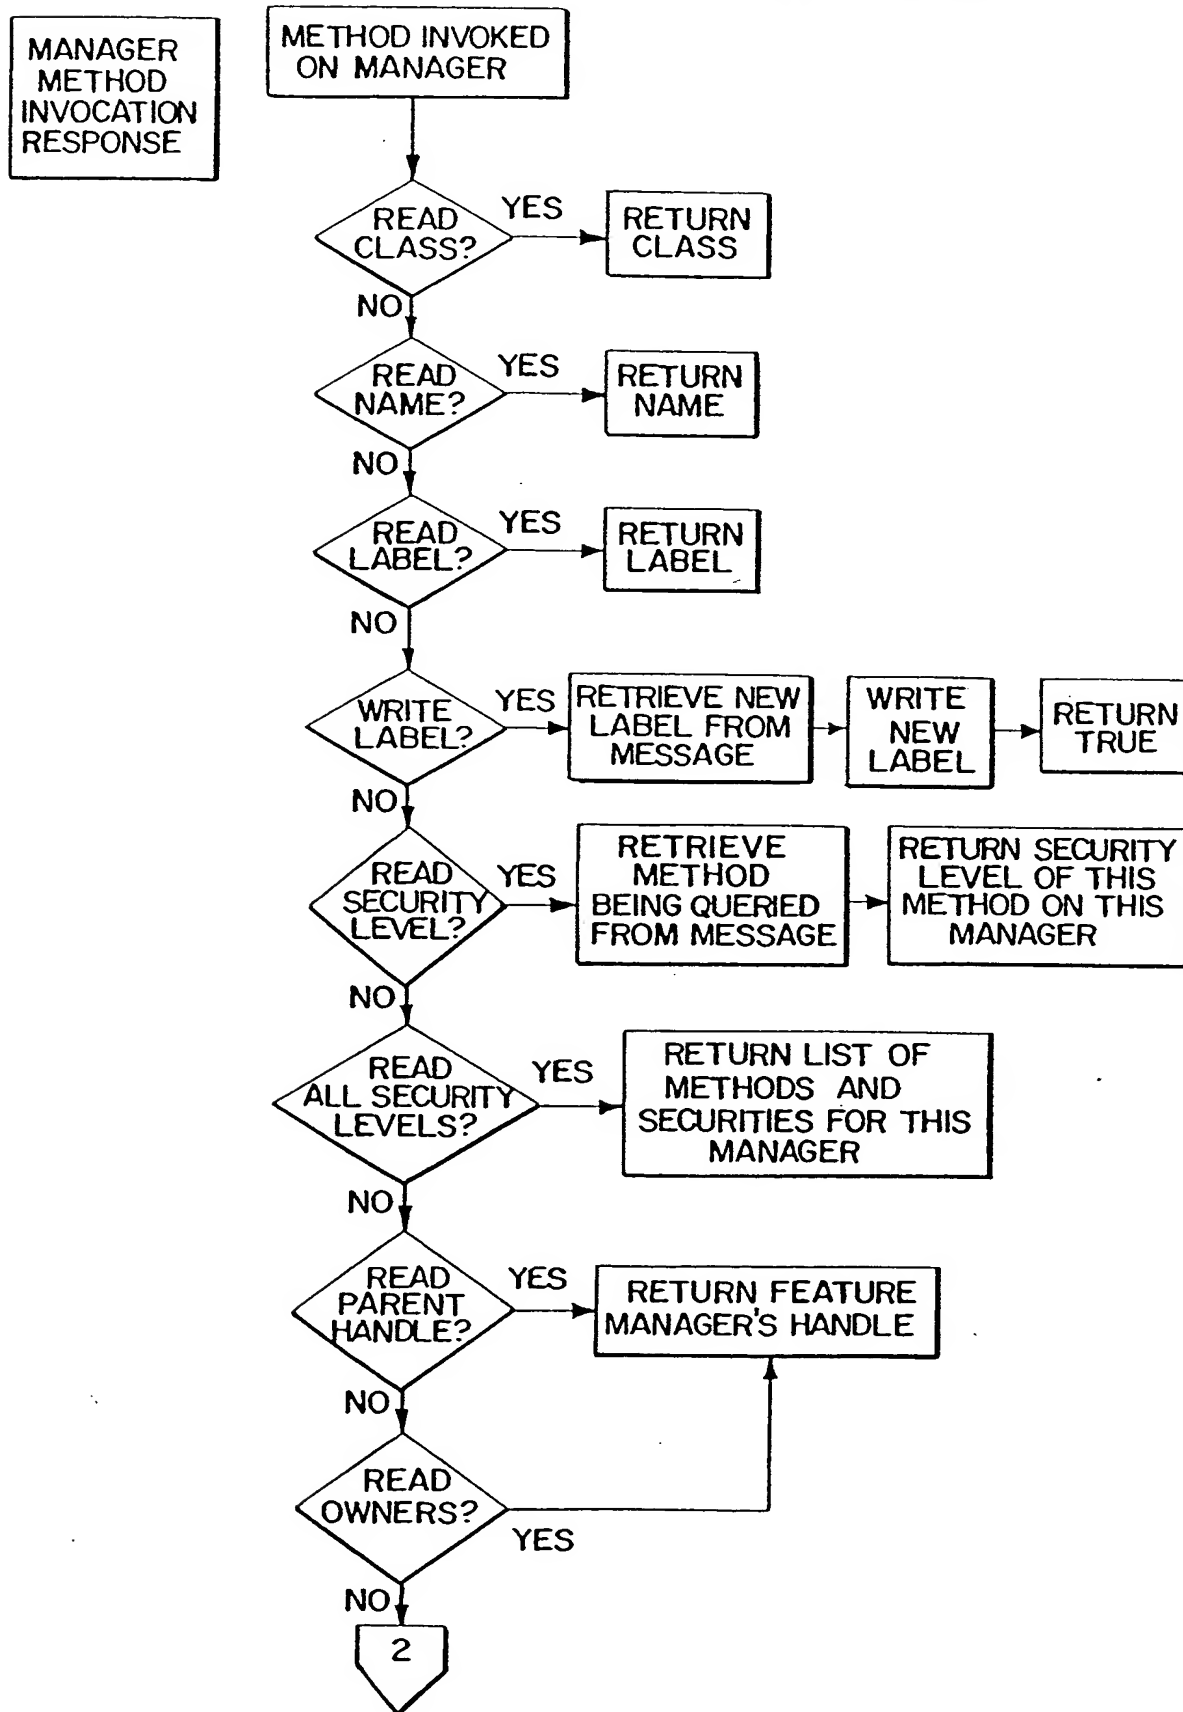 MANAGER
METHOD
INVOCATION
RESPONSE
METHOD INVOKED
ON MANAGER
READ
CLASS?
YES
RETURN
CLASS
NO
READ
NAME?
YES
RETURN
NAME
NO
READ
LABEL?
YES
RETURN
LABEL
NO
WRITE
LABEL?
YES
RETRIEVE NEW
LABEL FROM
MESSAGE
WRITE
NEW
LABEL
RETURN
TRUE
NO
READ
SECURITY
LEVEL?
YES
RETRIEVE
METHOD
BEING QUERIED
FROM MESSAGE
RETURN SECURITY
LEVEL OF THIS
METHOD ON THIS
MANAGER
NO
READ
ALL SECURITY
LEVELS?
YES
RETURN LIST OF
METHODS AND
SECURITIES FOR THIS
MANAGER
NO
READ
PARENT
HANDLE?
YES
RETURN FEATURE
MANAGER'S HANDLE
NO
READ
OWNERS?
YES
NO
2